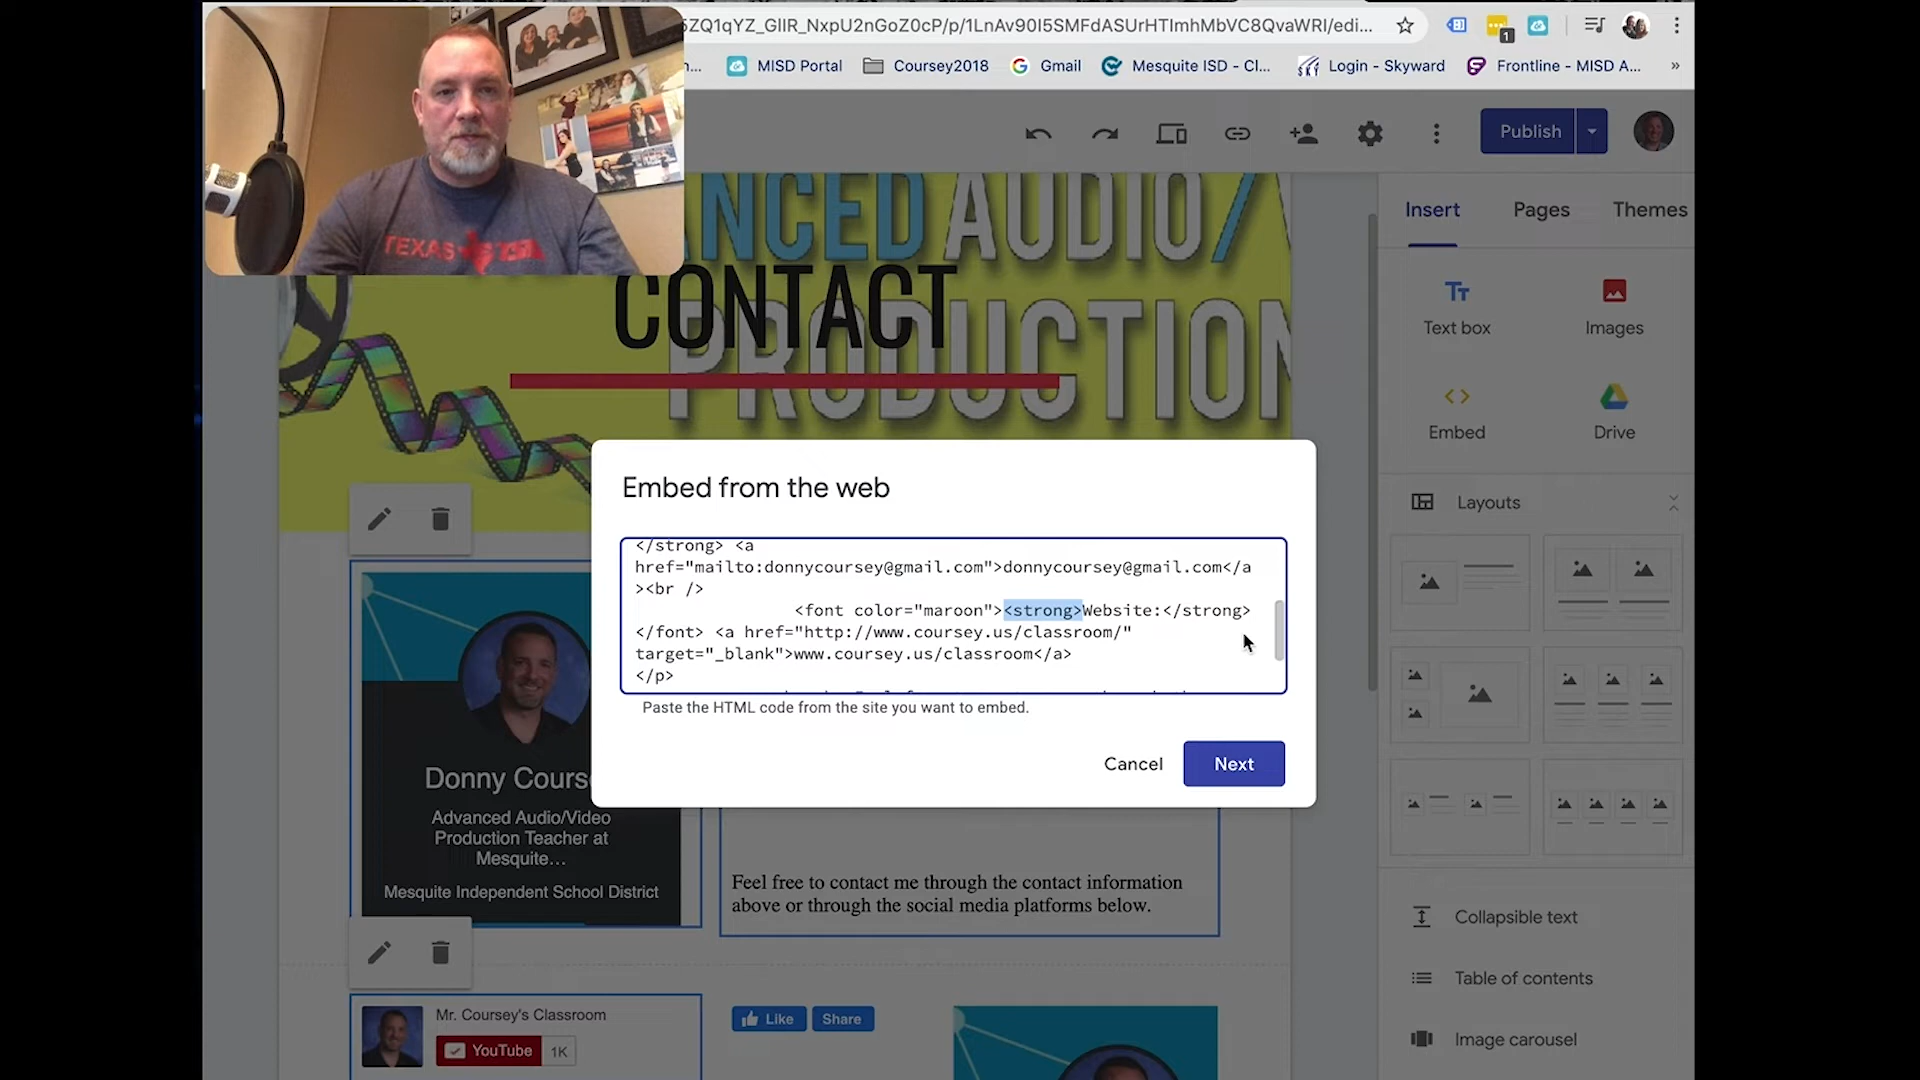 5ZQ1qYZ_GIIR_NxpU2nGoZ0cP/p/1LnAv90I5SMFdASUrHTImhMbVC8QvaWRI/edi...
1
n...
MISD Portal
Coursey2018
Gmail
Mesquite ISD - Cl...
Login - Skyward
Frontline - MISD A...
»
Publish
TEXAS
NCED AUDIO/
CONTACT
PRODUCTION
Insert
Pages
Themes
Text box
Images
Embed
Drive
Layouts
Embed from the web
</strong> <a
href="mailto:donnycoursey@gmail.com">donnycoursey@gmail.com</a
><br />
<font color="maroon"><strong>Website:</strong>
</font> <a href="http://www.coursey.us/classroom/"
target="_blank">www.coursey.us/classroom</a>
</p>
Paste the HTML code from the site you want to embed.
Cancel
Next
Donny Course
Advanced Audio/Video
Production Teacher at
Mesquite...
Mesquite Independent School District
Feel free to contact me through the contact information
above or through the social media platforms below.
Collapsible text
Table of contents
Image carousel
Mr. Coursey's Classroom
YouTube
1K
Like
Share